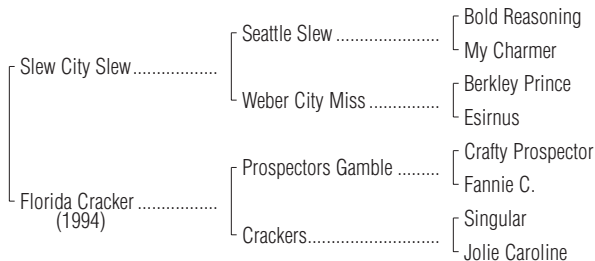 Bold Reasoning
Seattle Slew ....................
My Charmer
Slew City Slew.................
Berkley Prince
Weber City Miss ..............
Esirnus
Crafty Prospector
Prospectors Gamble ........
Fannie C.
Florida Cracker ................
(1994)
Singular
Crackers..........................
Jolie Caroline